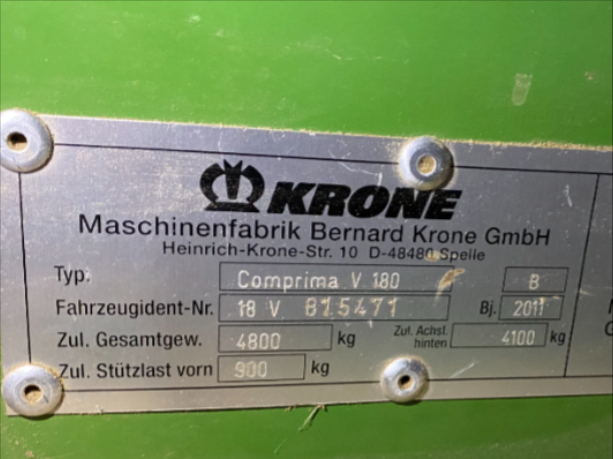 KRONE
Maschinenfabrik Bernard Krone GmbH
Heinrich-Krone-Str. 10 D-48480 Spelle
Typ. Comprima V 180 B
Fahrzeugident-Nr. 18 V 815471 Bj. 2011
Zul. Gesamtgew. 4800 kg Zul. Achsl. hinten 4100 kg
Zul. Stützlast vorn 900 kg